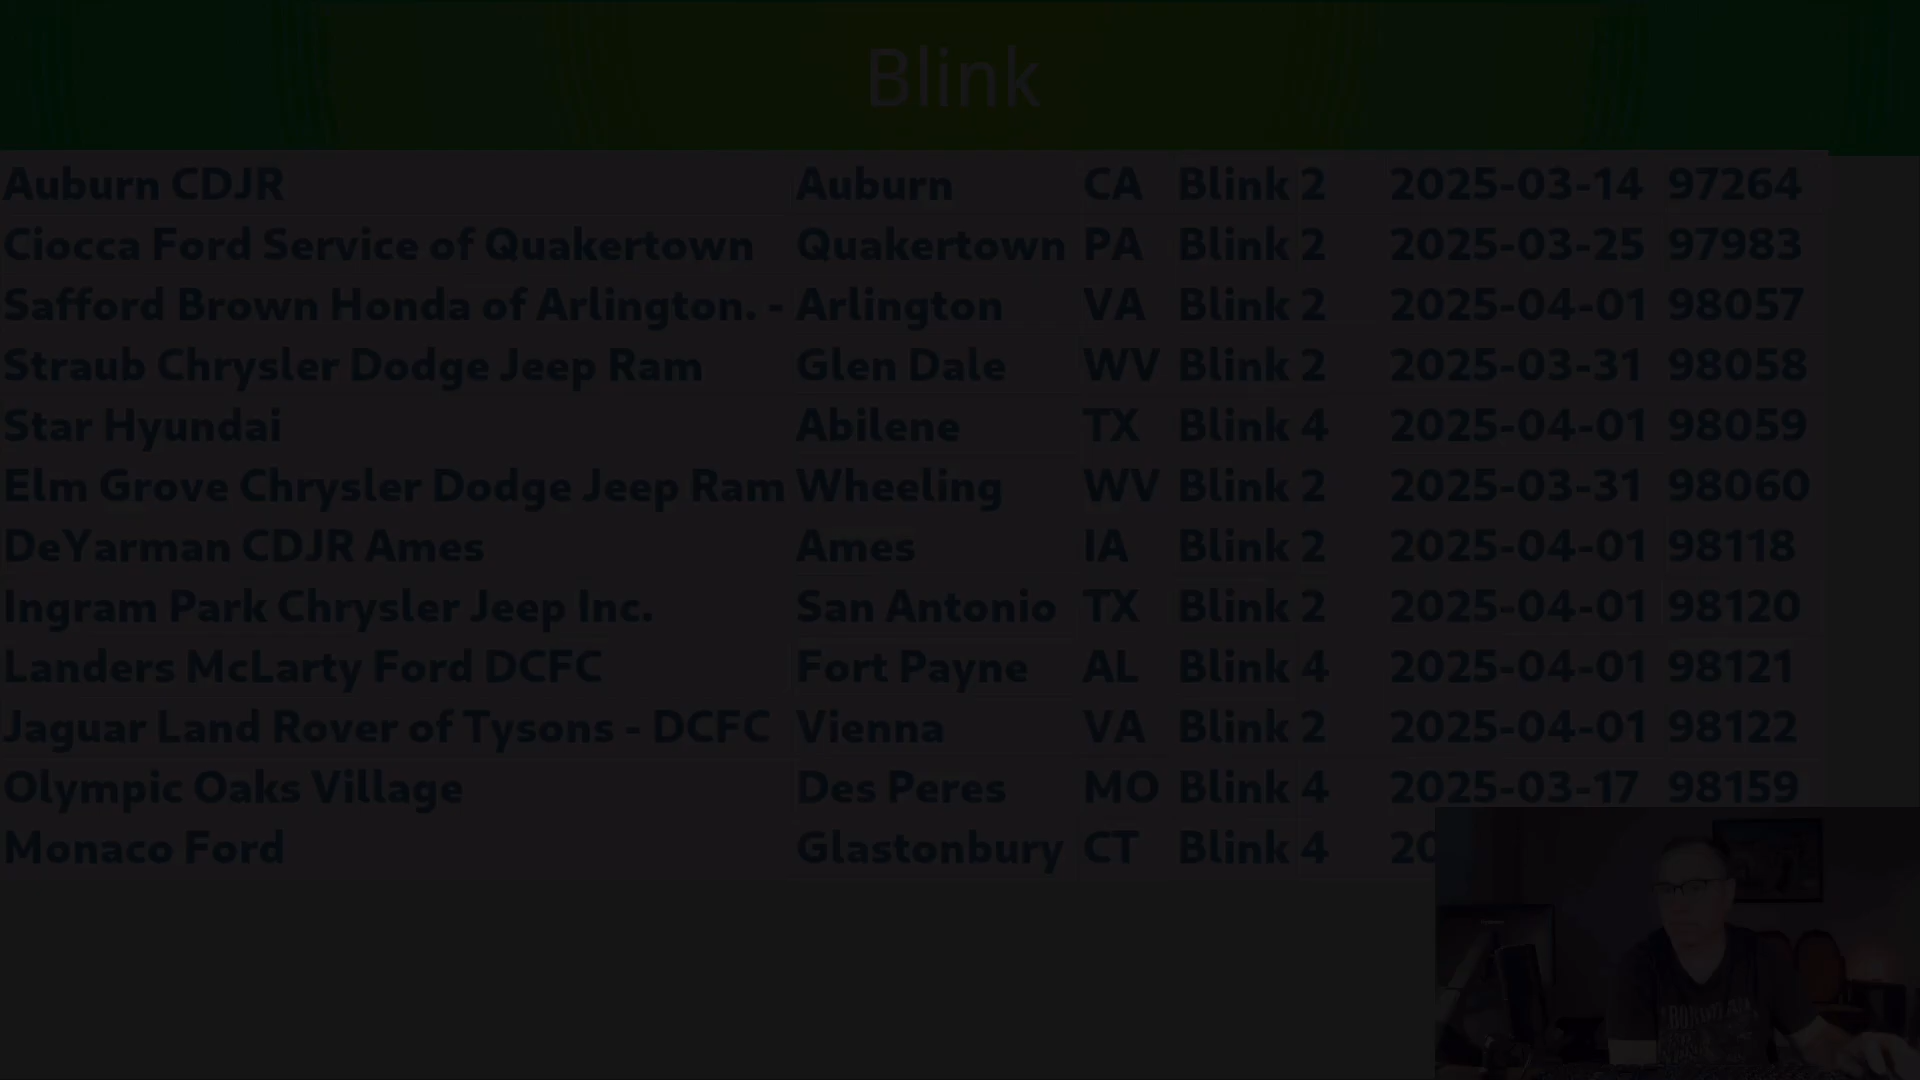 Blink
Auburn CDJR Auburn CA Blink 2 2025-03-14 97264
Ciocca Ford Service of Quakertown Quakertown PA Blink 2 2025-03-25 97983
Safford Brown Honda of Arlington. - Arlington VA Blink 2 2025-04-01 98057
Straub Chrysler Dodge Jeep Ram Glen Dale WV Blink 2 2025-03-31 98058
Star Hyundai Abilene TX Blink 4 2025-04-01 98059
Elm Grove Chrysler Dodge Jeep Ram Wheeling WV Blink 2 2025-03-31 98060
DeYarman CDJR Ames Ames IA Blink 2 2025-04-01 98118
Ingram Park Chrysler Jeep Inc. San Antonio TX Blink 2 2025-04-01 98120
Landers McLarty Ford DCFC Fort Payne AL Blink 4 2025-04-01 98121
Jaguar Land Rover of Tysons - DCFC Vienna VA Blink 2 2025-04-01 98122
Olympic Oaks Village Des Peres MO Blink 4 2025-03-17 98159
Monaco Ford Glastonbury CT Blink 4 20